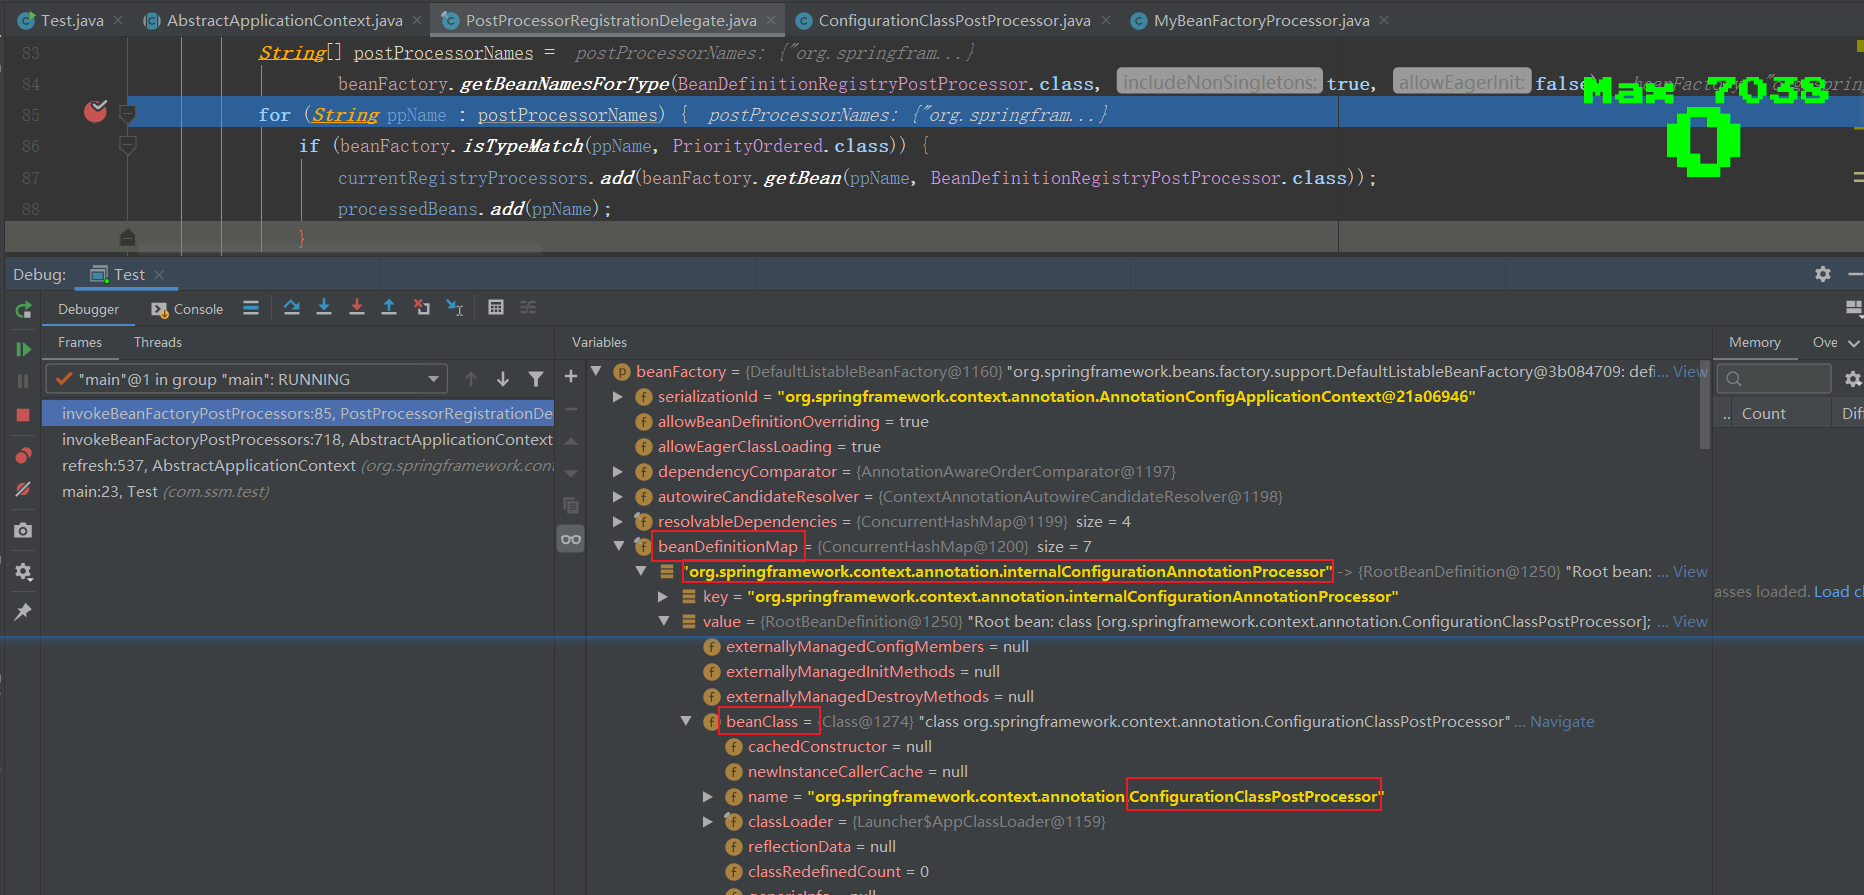 Test.java
AbstractApplicationContext.java
PostProcessorRegistrationDelegate.java
ConfigurationClassPostProcessor.java
MyBeanFactoryProcessor.java
83 String[] postProcessorNames = postProcessorNames: {"org.springfram...}
84 beanFactory.getBeanNamesForType(BeanDefinitionRegistryPostProcessor.class, includeNonSingletons: true, allowEagerInit: false)
Max 7038
85 for (String ppName : postProcessorNames) { postProcessorNames: {"org.springfram...}
0
86 if (beanFactory.isTypeMatch(ppName, PriorityOrdered.class)) {
87 currentRegistryProcessors.add(beanFactory.getBean(ppName, BeanDefinitionRegistryPostProcessor.class));
88 processedBeans.add(ppName);
}
Debug: Test
Debugger Console
Frames Threads
Variables
Memory Ove
"main"@1 in group "main": RUNNING
invokeBeanFactoryPostProcessors:85, PostProcessorRegistrationDe
invokeBeanFactoryPostProcessors:718, AbstractApplicationContext
refresh:537, AbstractApplicationContext (org.springframework.con
main:23, Test (com.ssm.test)
beanFactory = {DefaultListableBeanFactory@1160} "org.springframework.beans.factory.support.DefaultListableBeanFactory@3b084709: defi... View
serializationId = "org.springframework.context.annotation.AnnotationConfigApplicationContext@21a06946"
allowBeanDefinitionOverriding = true
allowEagerClassLoading = true
dependencyComparator = {AnnotationAwareOrderComparator@1197}
autowireCandidateResolver = {ContextAnnotationAutowireCandidateResolver@1198}
resolvableDependencies = {ConcurrentHashMap@1199} size = 4
beanDefinitionMap = {ConcurrentHashMap@1200} size = 7
"org.springframework.context.annotation.internalConfigurationAnnotationProcessor" -> {RootBeanDefinition@1250} "Root bean: ... View
key = "org.springframework.context.annotation.internalConfigurationAnnotationProcessor"
value = {RootBeanDefinition@1250} "Root bean: class [org.springframework.context.annotation.ConfigurationClassPostProcessor]; ... View
externallyManagedConfigMembers = null
externallyManagedInitMethods = null
externallyManagedDestroyMethods = null
beanClass = {Class@1274} "class org.springframework.context.annotation.ConfigurationClassPostProcessor" ... Navigate
cachedConstructor = null
newInstanceCallerCache = null
name = "org.springframework.context.annotation.ConfigurationClassPostProcessor"
classLoader = {Launcher$AppClassLoader@1159}
reflectionData = null
classRedefinedCount = 0
.. Count Diff
asses loaded. Load cl